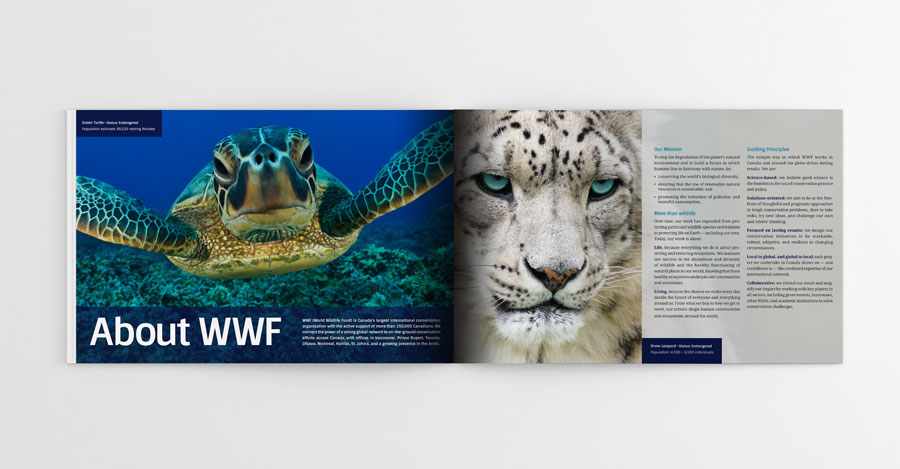 Green Turtle - Status: Endangered
Population estimate: 88,520 nesting females
About WWF
WWF (World Wildlife Fund) is Canada's largest international conservation
organization with the active support of more than 150,000 Canadians. We
connect the power of a strong global network to on-the-ground conservation
efforts across Canada, with offices in Vancouver, Prince Rupert, Toronto,
Ottawa, Montreal, Halifax, St. John's, and a growing presence in the Arctic.
Our Mission
To stop the degradation of the planet's natural
environment and to build a future in which
humans live in harmony with nature, by:
• conserving the world's biological diversity;
• ensuring that the use of renewable natural
resources is sustainable; and
• promoting the reduction of pollution and
wasteful consumption.
More than wildlife
Over time, our work has expanded from pro-
tecting particular wildlife species and habitats
to protecting life on Earth — including our own.
Today, our work is about:
Life, because everything we do is about pro-
tecting and restoring ecosystems. We measure
our success in the abundance and diversity
of wildlife and the healthy functioning of
natural places in our world, knowing that these
healthy ecosystems underpin our communities
and economies.
Living, because the choices we make every day
decide the future of everyone and everything
around us. From what we buy to how we get to
work, our actions shape human communities
and ecosystems around the world.
Guiding Principles
The unique way in which WWF works in
Canada and around the globe drives lasting
results. We are:
Science-based: we believe good science is
the foundation for sound conservation practice
and policy.
Solutions-oriented: we aim to be at the fore-
front of thoughtful and pragmatic approaches
to tough conservation problems, dare to take
risks, try new ideas, and challenge our own
and others' thinking.
Focused on lasting results: we design our
conservation initiatives to be workable,
robust, adaptive, and resilient to changing
circumstances.
Local to global, and global to local: each proj-
ect we undertake in Canada draws on — and
contributes to — the combined expertise of our
international network.
Collaborative: we extend our reach and mag-
nify our impact by working with key players in
all sectors, including governments, businesses,
other NGOs, and academic institutions to solve
conservation challenges.
Snow Leopard - Status: Endangered
Population: 4,080 – 6,590 individuals